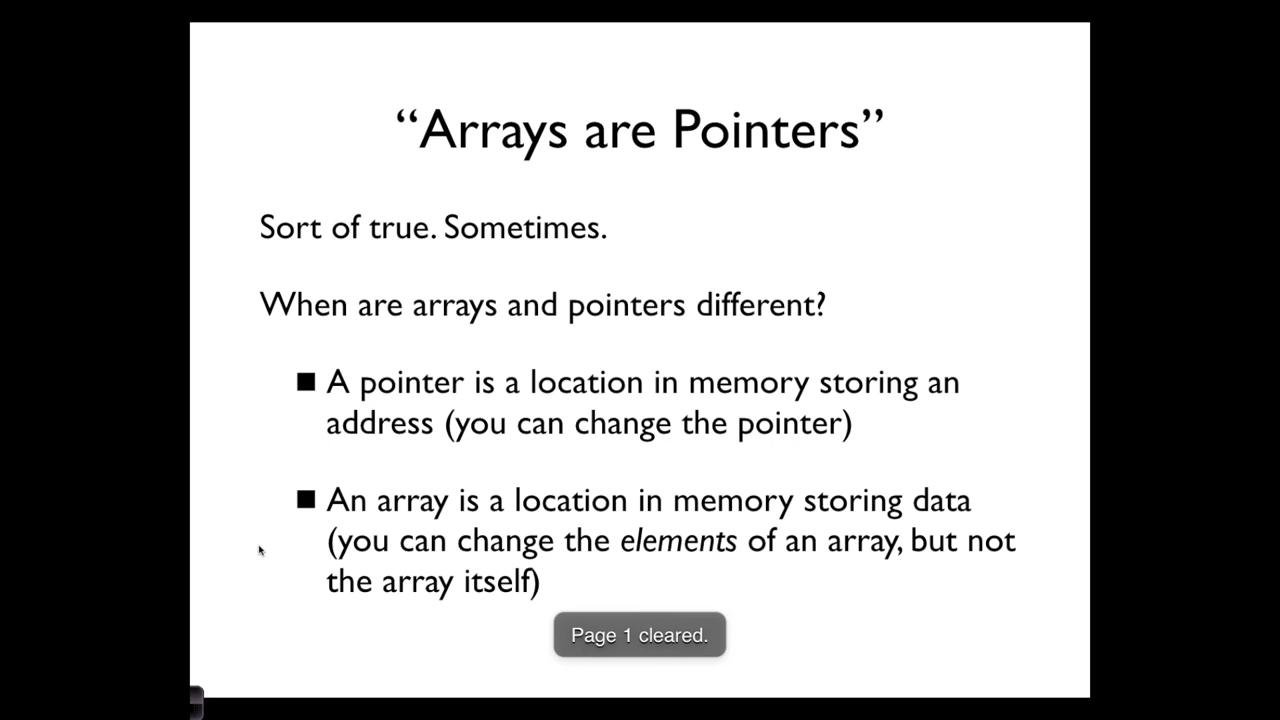 “Arrays are Pointers”
Sort of true. Sometimes.
When are arrays and pointers different?
■ A pointer is a location in memory storing an
address (you can change the pointer)
■ An array is a location in memory storing data
(you can change the elements of an array, but not
the array itself)
Page 1 cleared.